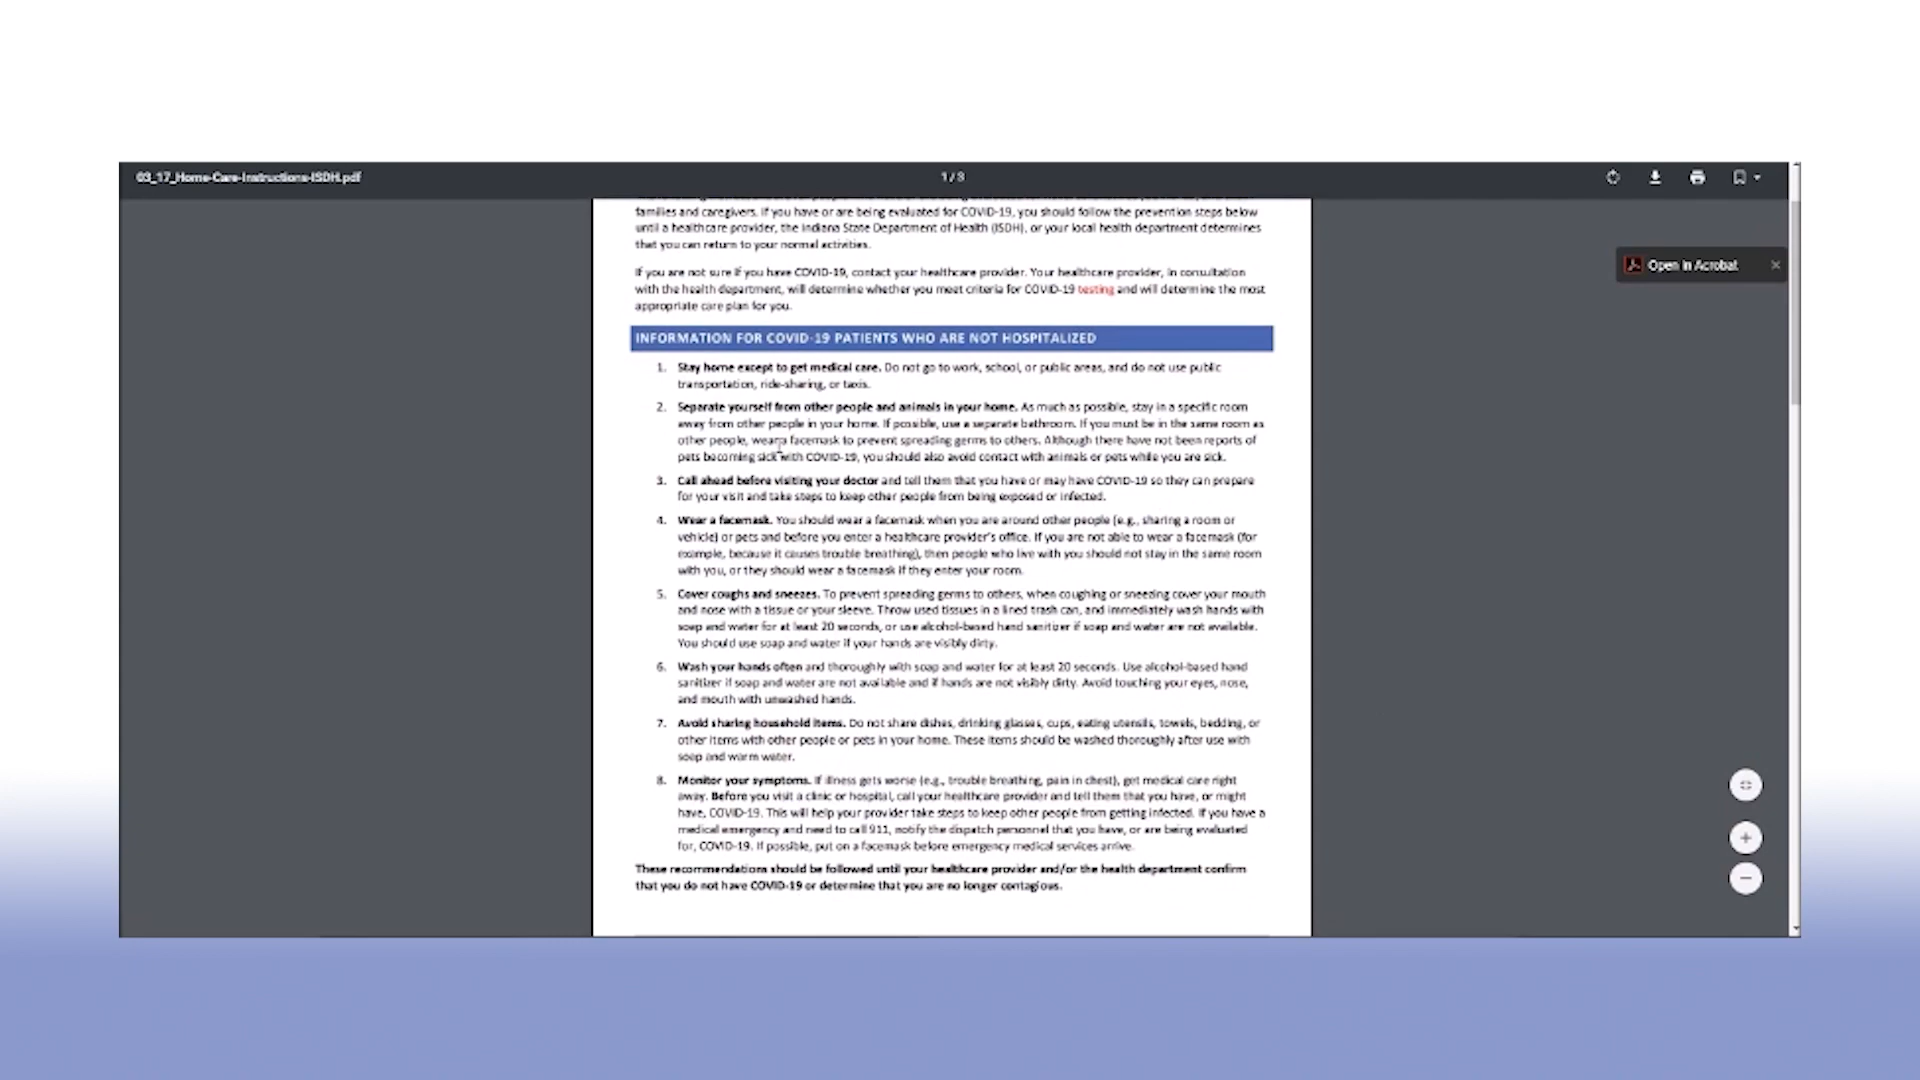 03_17_Home-Care-Instructions-ISDH.pdf
1 / 3
Open in Acrobat
families and caregivers. If you have or are being evaluated for COVID-19, you should follow the prevention steps below
until a healthcare provider, the Indiana State Department of Health (ISDH), or your local health department determines
that you can return to your normal activities.
If you are not sure if you have COVID-19, contact your healthcare provider. Your healthcare provider, in consultation
with the health department, will determine whether you meet criteria for COVID-19 testing and will determine the most
appropriate care plan for you.
INFORMATION FOR COVID-19 PATIENTS WHO ARE NOT HOSPITALIZED
1. Stay home except to get medical care. Do not go to work, school, or public areas, and do not use public
transportation, ride-sharing, or taxis.
2. Separate yourself from other people and animals in your home. As much as possible, stay in a specific room
away from other people in your home. If possible, use a separate bathroom. If you must be in the same room as
other people, wear a facemask to prevent spreading germs to others. Although there have not been reports of
pets becoming sick with COVID-19, you should also avoid contact with animals or pets while you are sick.
3. Call ahead before visiting your doctor and tell them that you have or may have COVID-19 so they can prepare
for your visit and take steps to keep other people from being exposed or infected.
4. Wear a facemask. You should wear a facemask when you are around other people (e.g., sharing a room or
vehicle) or pets and before you enter a healthcare provider's office. If you are not able to wear a facemask (for
example, because it causes trouble breathing), then people who live with you should not stay in the same room
with you, or they should wear a facemask if they enter your room.
5. Cover coughs and sneezes. To prevent spreading germs to others, when coughing or sneezing cover your mouth
and nose with a tissue or your sleeve. Throw used tissues in a lined trash can, and immediately wash hands with
soap and water for at least 20 seconds, or use alcohol-based hand sanitizer if soap and water are not available.
You should use soap and water if your hands are visibly dirty.
6. Wash your hands often and thoroughly with soap and water for at least 20 seconds. Use alcohol-based hand
sanitizer if soap and water are not available and if hands are not visibly dirty. Avoid touching your eyes, nose,
and mouth with unwashed hands.
7. Avoid sharing household items. Do not share dishes, drinking glasses, cups, eating utensils, towels, bedding, or
other items with other people or pets in your home. These items should be washed thoroughly after use with
soap and warm water.
8. Monitor your symptoms. If illness gets worse (e.g., trouble breathing, pain in chest), get medical care right
away. Before you visit a clinic or hospital, call your healthcare provider and tell them that you have, or might
have, COVID-19. This will help your provider take steps to keep other people from getting infected. If you have a
medical emergency and need to call 911, notify the dispatch personnel that you have, or are being evaluated
for, COVID-19. If possible, put on a facemask before emergency medical services arrive.
These recommendations should be followed until your healthcare provider and/or the health department confirm
that you do not have COVID-19 or determine that you are no longer contagious.